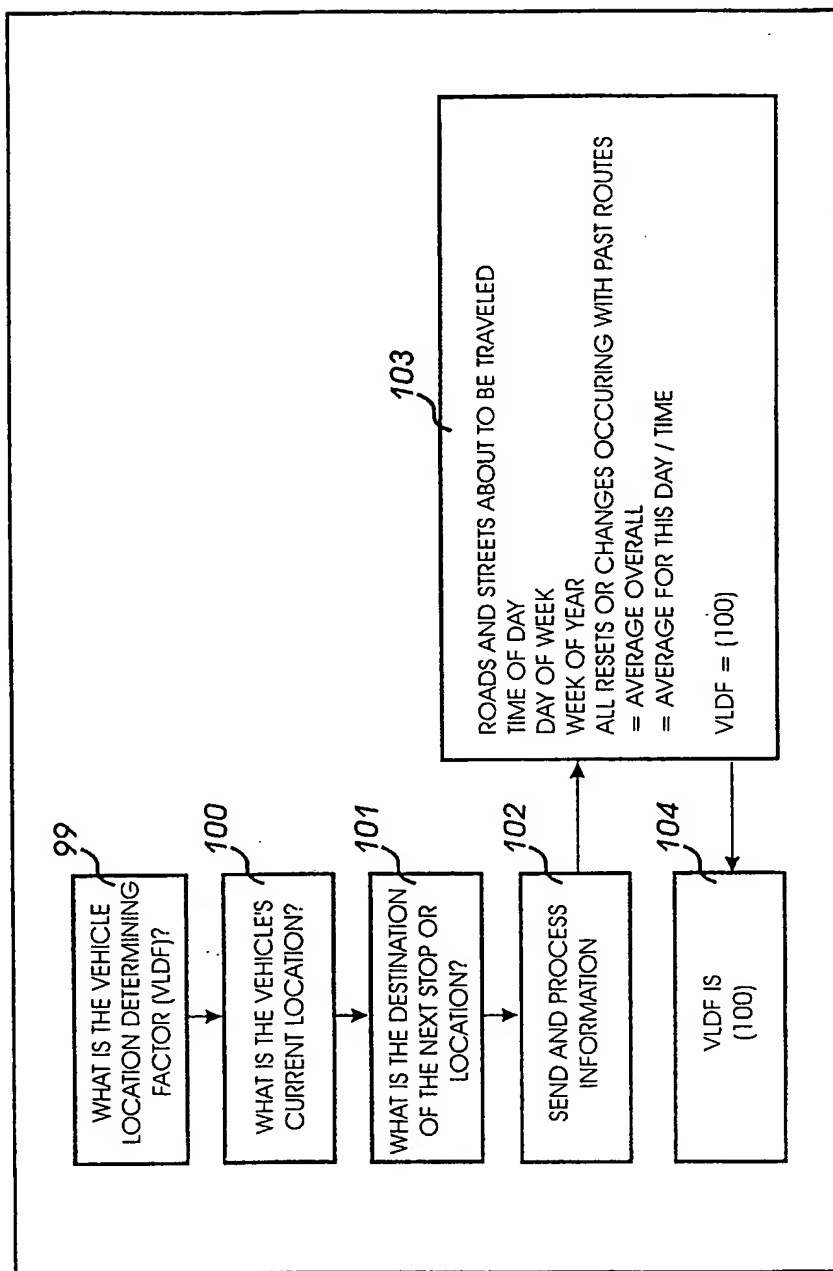 99
WHAT IS THE VEHICLE
LOCATION DETERMINING
FACTOR (VLDF)?
100
WHAT IS THE VEHICLE'S
CURRENT LOCATION?
101
WHAT IS THE DESTINATION
OF THE NEXT STOP OR
LOCATION?
102
SEND AND PROCESS
INFORMATION
103
ROADS AND STREETS ABOUT TO BE TRAVELED
TIME OF DAY
DAY OF WEEK
WEEK OF YEAR
ALL RESETS OR CHANGES OCCURING WITH PAST ROUTES
= AVERAGE OVERALL
= AVERAGE FOR THIS DAY / TIME
VLDF = (100)
104
VLDF IS
(100)